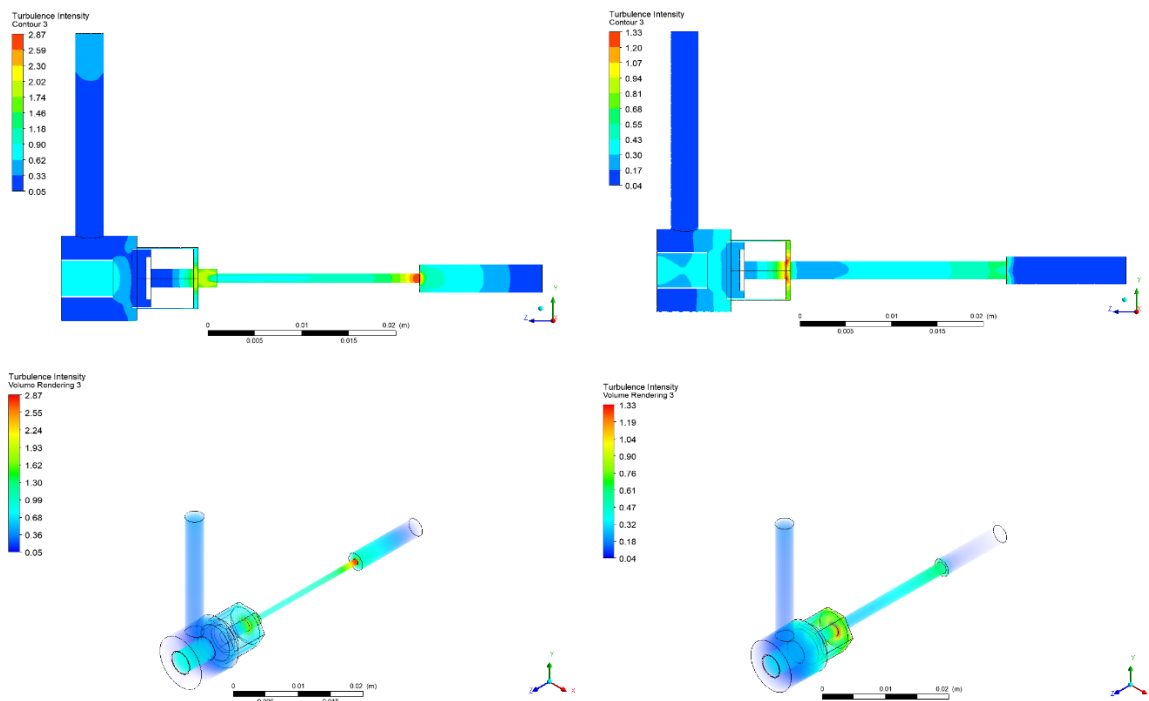 Turbulence Intensity
Contour 3
2.87
2.59
2.30
2.02
1.74
1.46
1.18
0.90
0.62
0.33
0.05
0
0.01
0.02 (m)
0.005
0.015
Y
Z
X
Turbulence Intensity
Contour 3
1.33
1.20
1.07
0.94
0.81
0.68
0.55
0.43
0.30
0.17
0.04
0
0.01
0.02 (m)
0.005
0.015
Y
Z
X
Turbulence Intensity
Volume Rendering 3
2.87
2.55
2.24
1.93
1.62
1.30
0.99
0.68
0.36
0.05
0
0.01
0.02 (m)
0.005
0.015
Y
Z
X
Turbulence Intensity
Volume Rendering 3
1.33
1.19
1.04
0.90
0.76
0.61
0.47
0.32
0.18
0.04
0
0.01
0.02 (m)
Y
Z
X